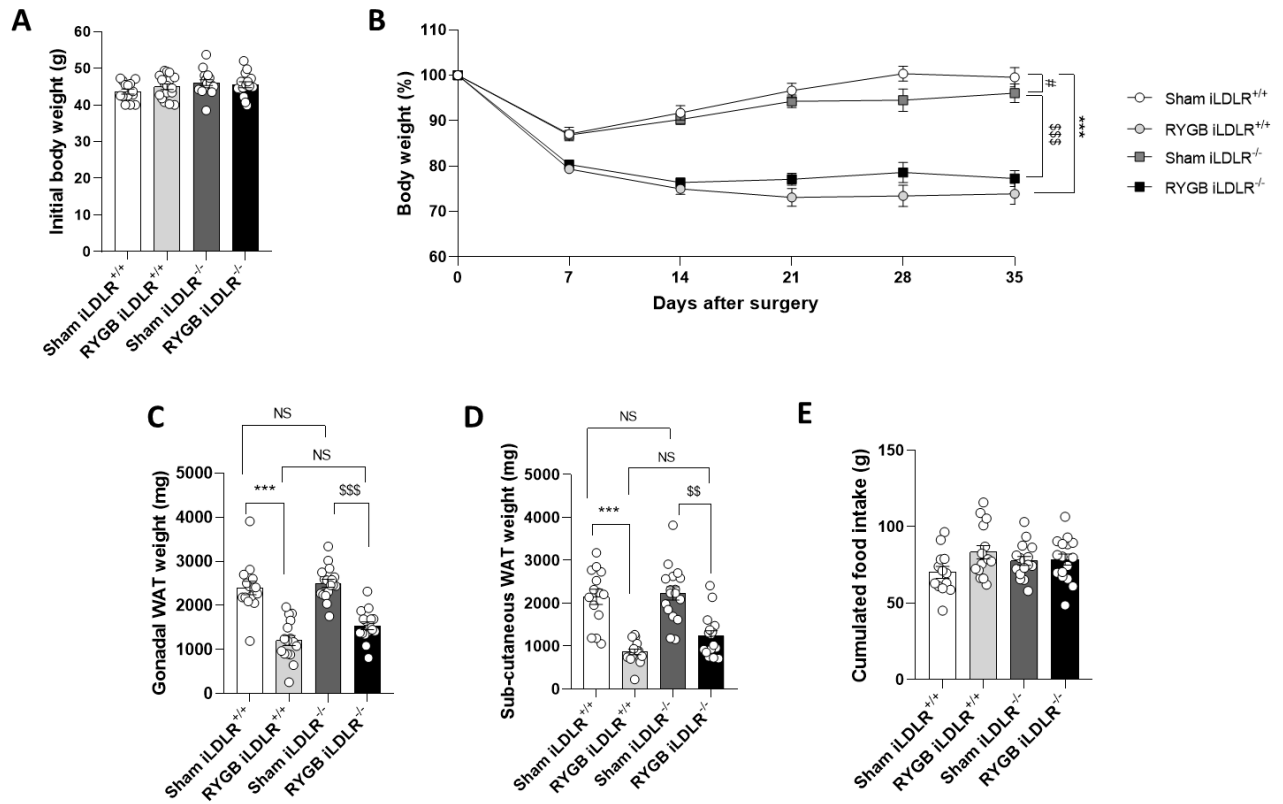 A
Initial body weight (g)
60
50
40
30
20
10
0
Sham iLDLR+/+
RYGB iLDLR+/+
Sham iLDLR-/-
RYGB iLDLR-/-
B
Body weight (%)
110
100
90
80
70
60
0
7
14
21
28
35
Days after surgery
#
$$$
***
Sham iLDLR+/+
RYGB iLDLR+/+
Sham iLDLR-/-
RYGB iLDLR-/-
C
Gonadal WAT weight (mg)
5000
4000
3000
2000
1000
0
NS
NS
***
$$$
Sham iLDLR+/+
RYGB iLDLR+/+
Sham iLDLR-/-
RYGB iLDLR-/-
D
Sub-cutaneous WAT weight (mg)
5000
4000
3000
2000
1000
0
NS
NS
***
$$
Sham iLDLR+/+
RYGB iLDLR+/+
Sham iLDLR-/-
RYGB iLDLR-/-
E
Cumulated food intake (g)
150
100
50
0
Sham iLDLR+/+
RYGB iLDLR+/+
Sham iLDLR-/-
RYGB iLDLR-/-